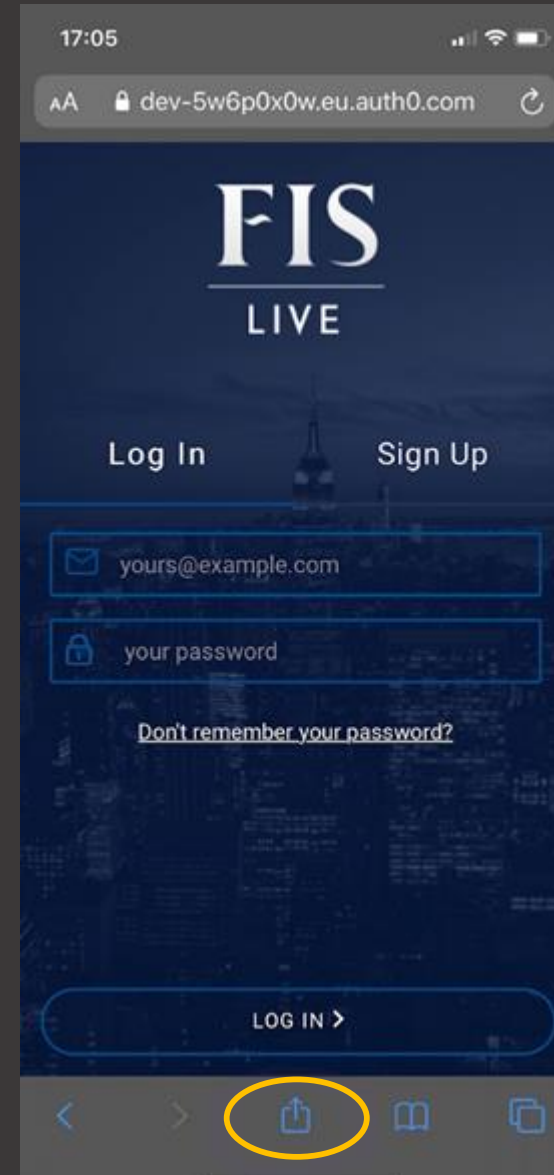 17:05
AA dev-5w6p0x0w.eu.auth0.com
FIS
LIVE
Log In Sign Up
yours@example.com
your password
Don't remember your password?
LOG IN >